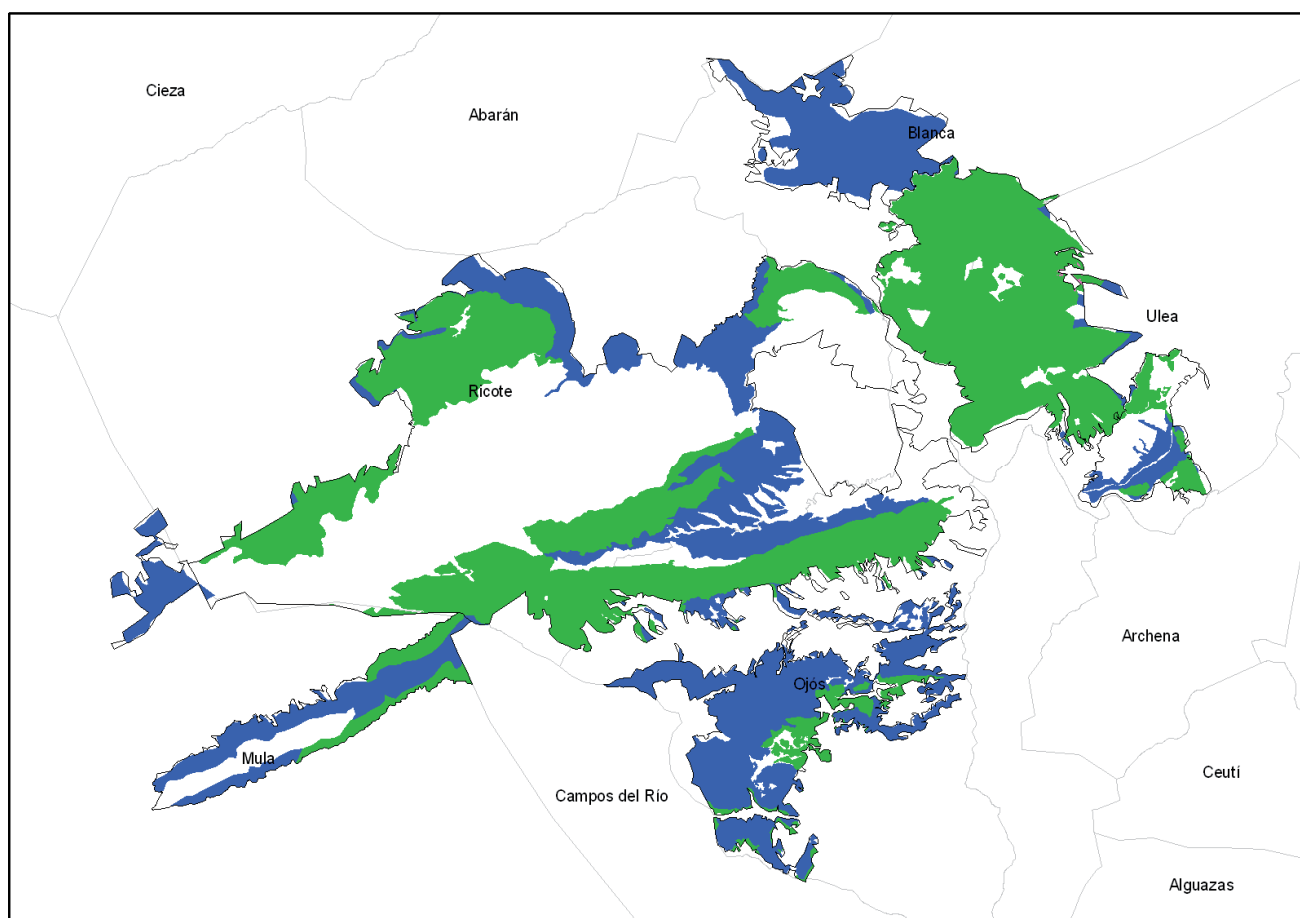 Cieza
Abarán
Blanca
Ulea
Ricote
Archena
Ojós
Mula
Ceutí
Campos del Río
Alguazas